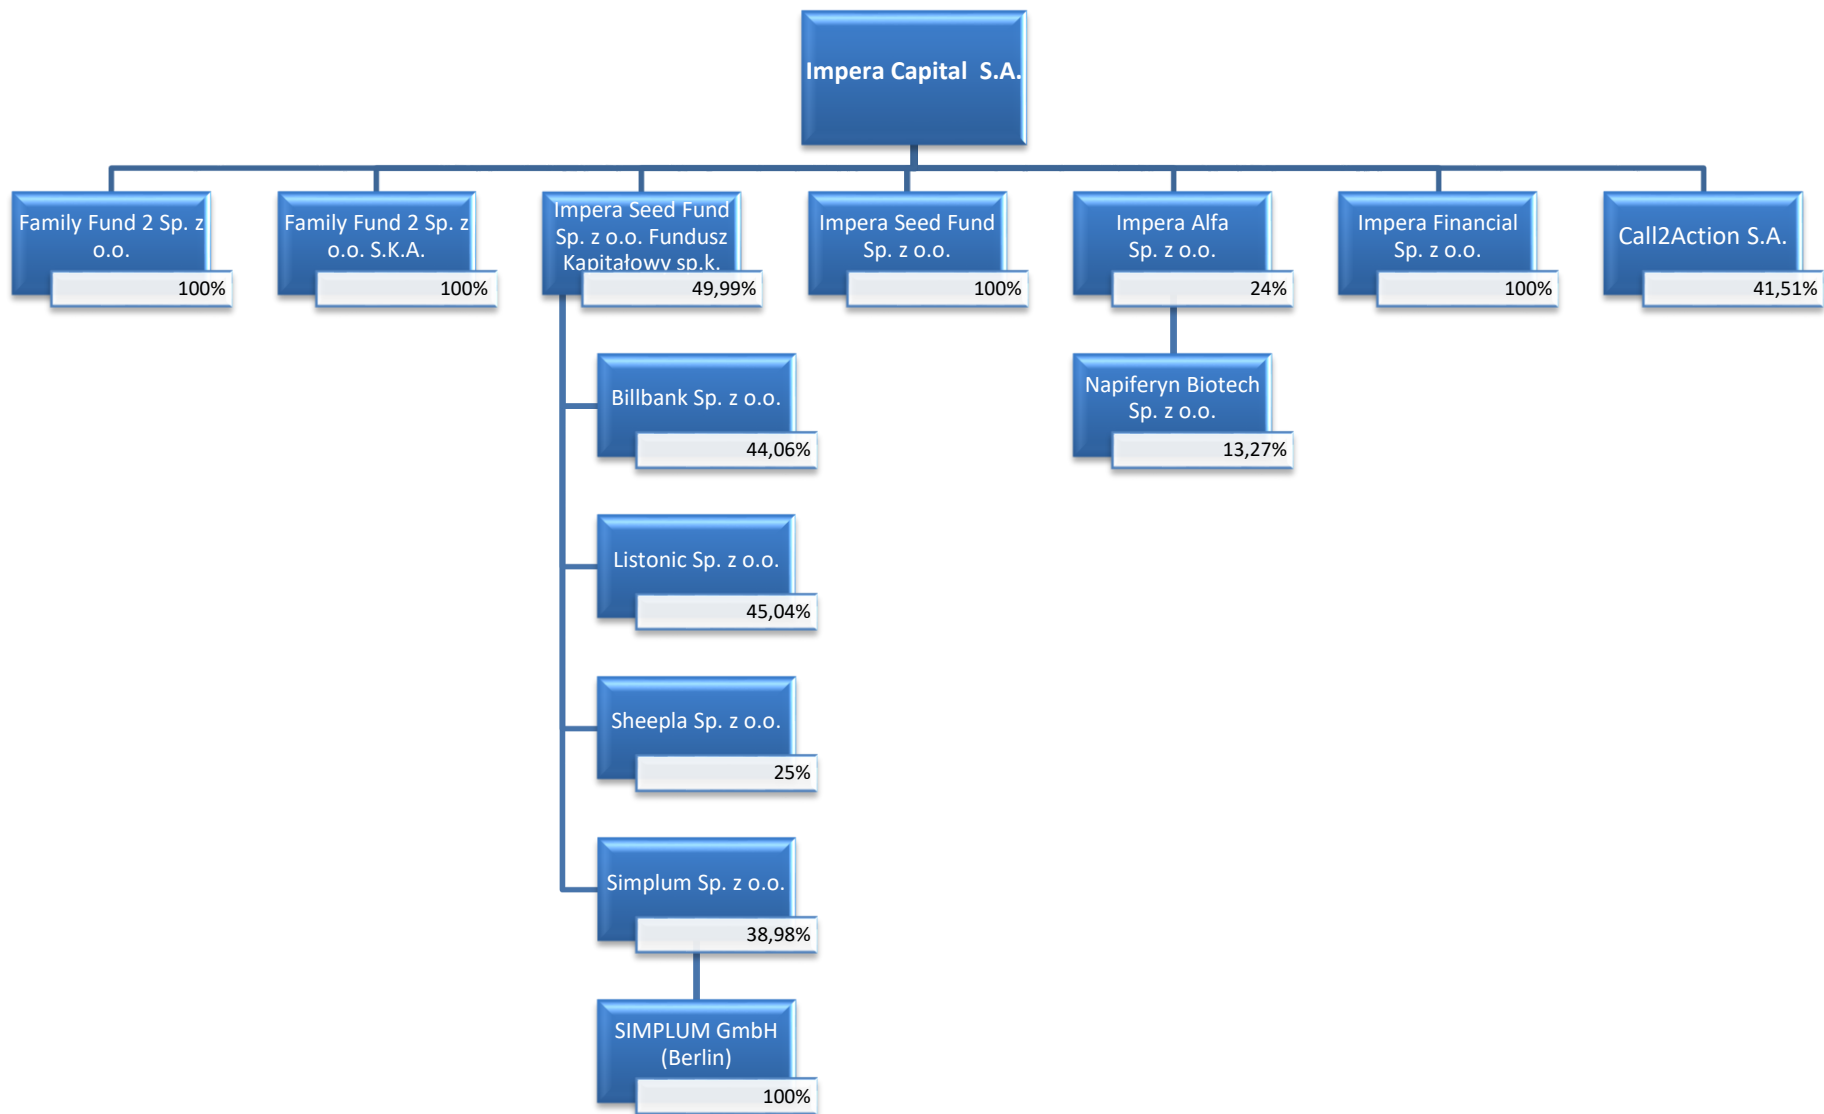 Impera Capital S.A.
Family Fund 2 Sp. z
o.o.
100%
Family Fund 2 Sp. z
o.o. S.K.A.
100%
Impera Seed Fund
Sp. z o.o. Fundusz
Kapitałowy sp.k.
49,99%
Impera Seed Fund
Sp. z o.o.
100%
Impera Alfa
Sp. z o.o.
24%
Impera Financial
Sp. z o.o.
100%
Call2Action S.A.
41,51%
Billbank Sp. z o.o.
44,06%
Napiferyn Biotech
Sp. z o.o.
13,27%
Listonic Sp. z o.o.
45,04%
Sheepla Sp. z o.o.
25%
Simplum Sp. z o.o.
38,98%
SIMPLUM GmbH
(Berlin)
100%